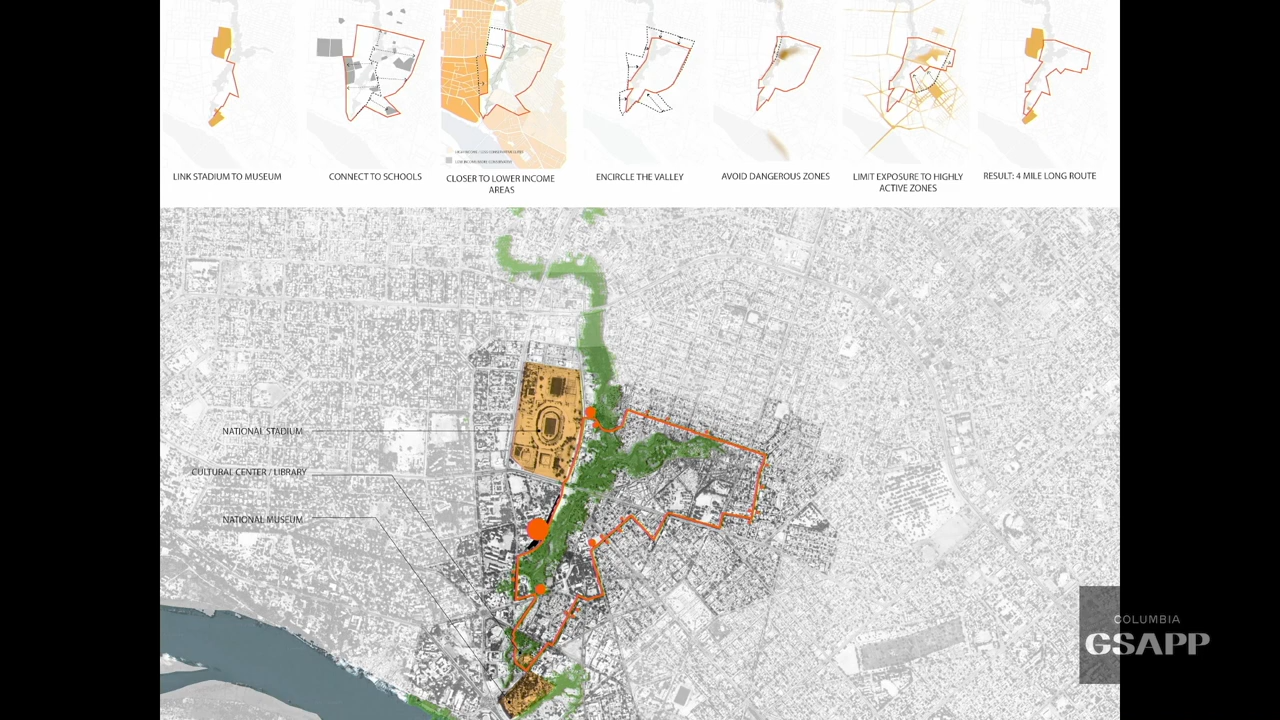 LINK STADIUM TO MUSEUM
CONNECT TO SCHOOLS
CLOSER TO LOWER INCOME
AREAS
ENCIRCLE THE VALLEY
AVOID DANGEROUS ZONES
LIMIT EXPOSURE TO HIGHLY
ACTIVE ZONES
RESULT: 4 MILE LONG ROUTE
NATIONAL STADIUM
CULTURAL CENTER / LIBRARY
NATIONAL MUSEUM
COLUMBIA
GSAPP